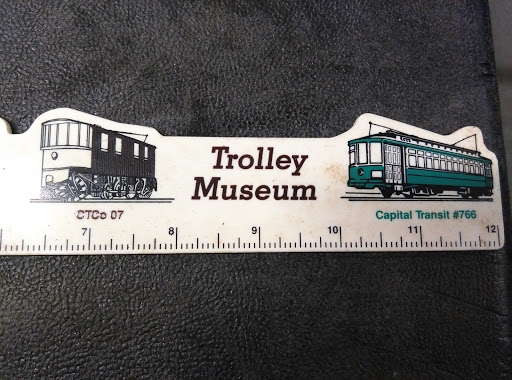 Trolley
Museum
CTCo 07
Capital Transit #766
7 8 9 10 11 12